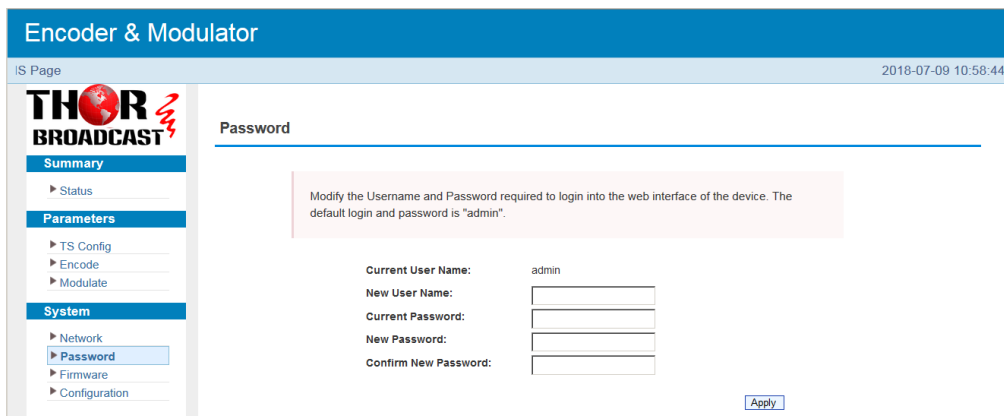 Encoder & Modulator
IS Page
2018-07-09 10:58:44
THOR
BROADCAST
Summary
Status
Parameters
TS Config
Encode
Modulate
System
Network
Password
Firmware
Configuration
Password
Modify the Username and Password required to login into the web interface of the device. The
default login and password is "admin".
Current User Name: admin
New User Name:
Current Password:
New Password:
Confirm New Password:
Apply